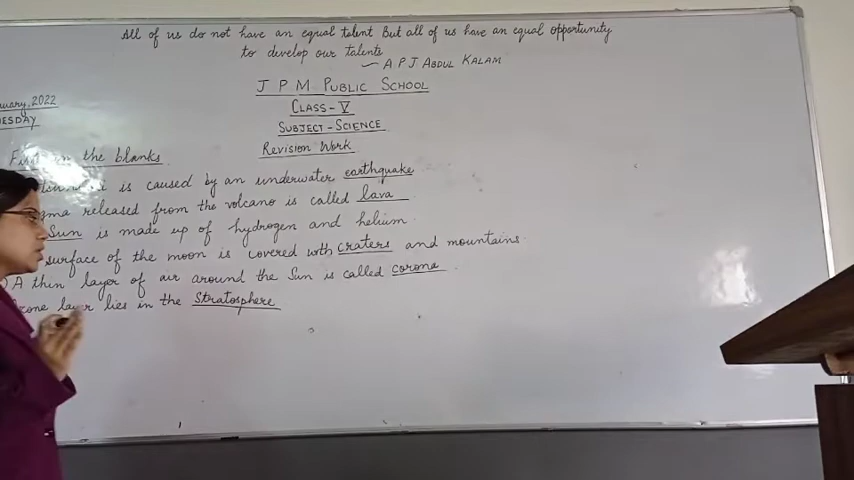 All of us do not have an equal talent But all of us have an equal opportunity
to develop our talents
— A P J ABDUL KALAM
J P M PUBLIC SCHOOL
CLASS-V
SUBJECT-SCIENCE
REVISION WORK
2022
in the blanks
is caused by an underwater earthquake
released from the volcano is called lava
Sun is made up of hydrogen and helium
surface of the moon is covered with craters and mountains
A thin layer of air around the Sun is called corona
layer lies in the Stratosphere